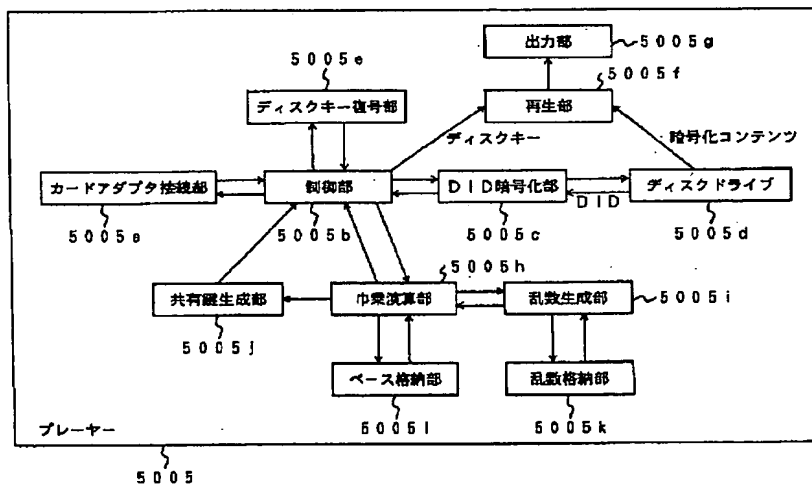 出力部
5005g
5005e
5005f
ディスクキー復号部
再生部
ディスクキー
暗号化コンテンツ
カードアダプタ接続部
制御部
DID暗号化部
DID
ディスクドライブ
5005a
5005b
5005c
5005d
5005h
共有鍵生成部
巾乗演算部
乱数生成部
5005i
5005j
ベース格納部
乱数格納部
5005l
5005k
プレーヤー
5005